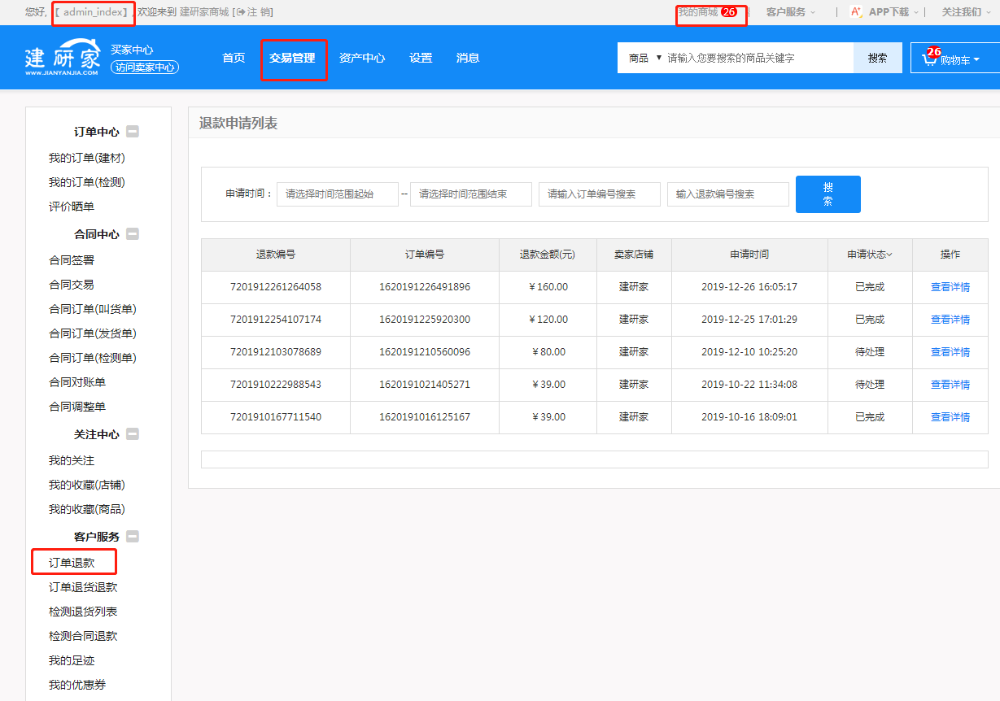 您好, 【 admin_index】 , 欢迎来到 建研家商城 [注 销]
我的商城 26 | 客户服务 | APP下载 | 关注我们
建研家
WWW.JIANYANJIA.COM
买家中心
访问卖家中心
首页 交易管理 资产中心 设置 消息
商品 ▼ 请输入您要搜索的商品关键字 搜索
26 购物车
订单中心
我的订单(建材)
我的订单(检测)
评价晒单
合同中心
合同签署
合同交易
合同订单(叫货单)
合同订单(发货单)
合同订单(检测单)
合同对账单
合同调整单
关注中心
我的关注
我的收藏(店铺)
我的收藏(商品)
客户服务
订单退款
订单退货退款
检测退货列表
检测合同退款
我的足迹
我的优惠券
退款申请列表
申请时间： 请选择时间范围起始 -- 请选择时间范围结束 请输入订单编号搜索 输入退款编号搜索
搜
索
退款编号 订单编号 退款金额(元) 卖家店铺 申请时间 申请状态 操作
7201912261264058 1620191226491896 ￥160.00 建研家 2019-12-26 16:05:17 已完成 查看详情
7201912254107174 1620191225920300 ￥120.00 建研家 2019-12-25 17:01:29 已完成 查看详情
7201912103078689 1620191210560096 ￥80.00 建研家 2019-12-10 10:25:20 待处理 查看详情
7201910222988543 1620191021405271 ￥39.00 建研家 2019-10-22 11:34:08 待处理 查看详情
7201910167711540 1620191016125167 ￥39.00 建研家 2019-10-16 18:09:01 已完成 查看详情